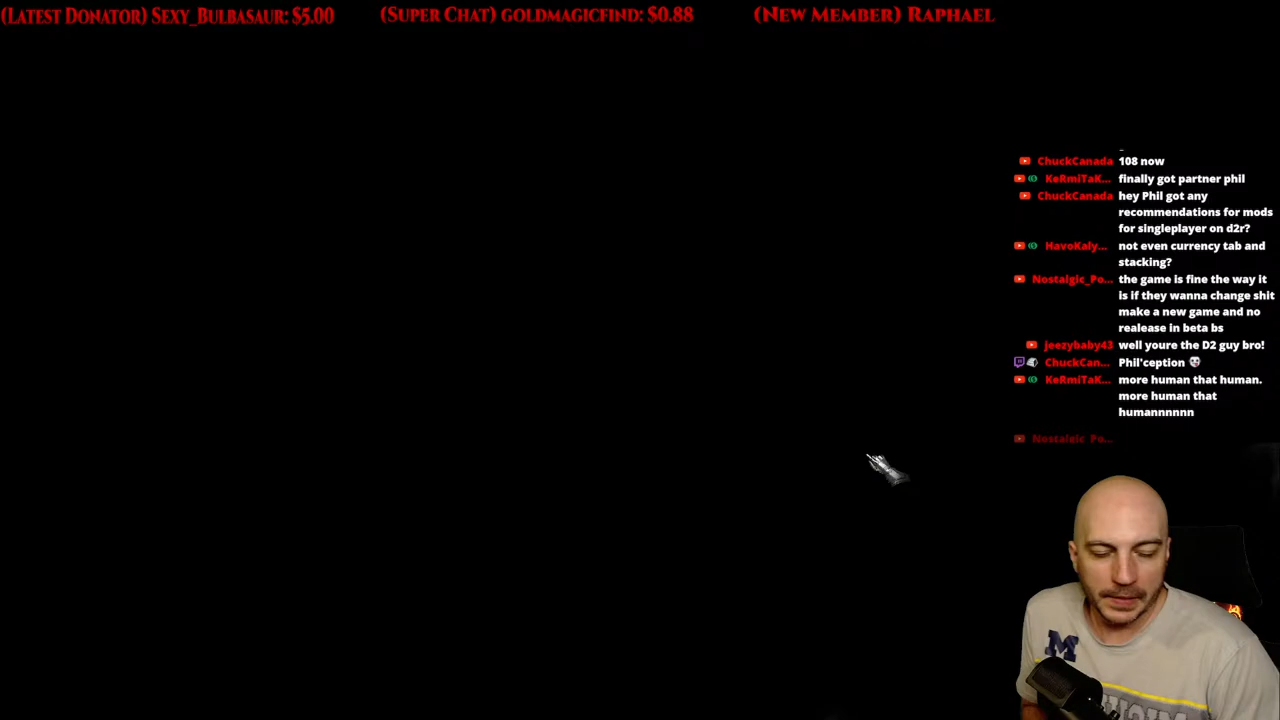 (Latest Donator) Sexy_Bulbasaur: $5.00
(Super Chat) goldmagicfind: $0.88
(New Member) Raphael
ChuckCanada 108 now
KeRmiTaK... finally got partner phil
ChuckCanada hey Phil got any
recommendations for mods
for singleplayer on d2r?
HavoKaly... not even currency tab and
stacking?
Nostalgic_Po... the game is fine the way it
is if they wanna change shit
make a new game and no
realease in beta bs
jeezybaby43 well youre the D2 guy bro!
ChuckCan... Phil'ception
KeRmiTaK... more human that human.
more human that
humannnnnn
Nostalgic_Po...
M